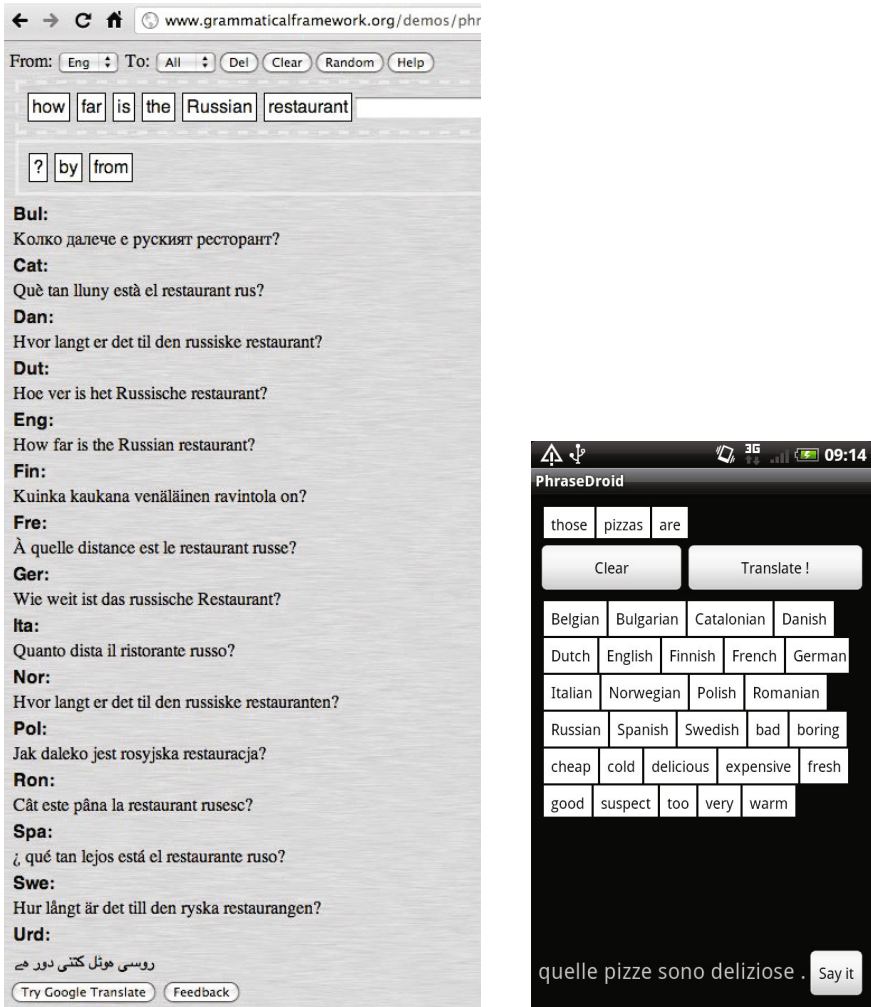 www.grammaticalframework.org/demos/phr
From: Eng To: All Del Clear Random Help
how far is the Russian restaurant
? by from
Bul:
Колко далече е руският ресторант?
Cat:
Què tan lluny està el restaurant rus?
Dan:
Hvor langt er det til den russiske restaurant?
Dut:
Hoe ver is het Russische restaurant?
Eng:
How far is the Russian restaurant?
Fin:
Kuinka kaukana venäläinen ravintola on?
Fre:
À quelle distance est le restaurant russe?
Ger:
Wie weit ist das russische Restaurant?
Ita:
Quanto dista il ristorante russo?
Nor:
Hvor langt er det til den russiske restauranten?
Pol:
Jak daleko jest rosyjska restauracja?
Ron:
Cât este pâna la restaurant rusesc?
Spa:
¿ qué tan lejos está el restaurante ruso?
Swe:
Hur långt är det till den ryska restaurangen?
Urd:
روسی هوٹل کتنی دور هے
Try Google Translate Feedback
3G 09:14
PhraseDroid
those pizzas are
Clear Translate !
Belgian Bulgarian Catalonian Danish
Dutch English Finnish French German
Italian Norwegian Polish Romanian
Russian Spanish Swedish bad boring
cheap cold delicious expensive fresh
good suspect too very warm
quelle pizze sono deliziose . Say it